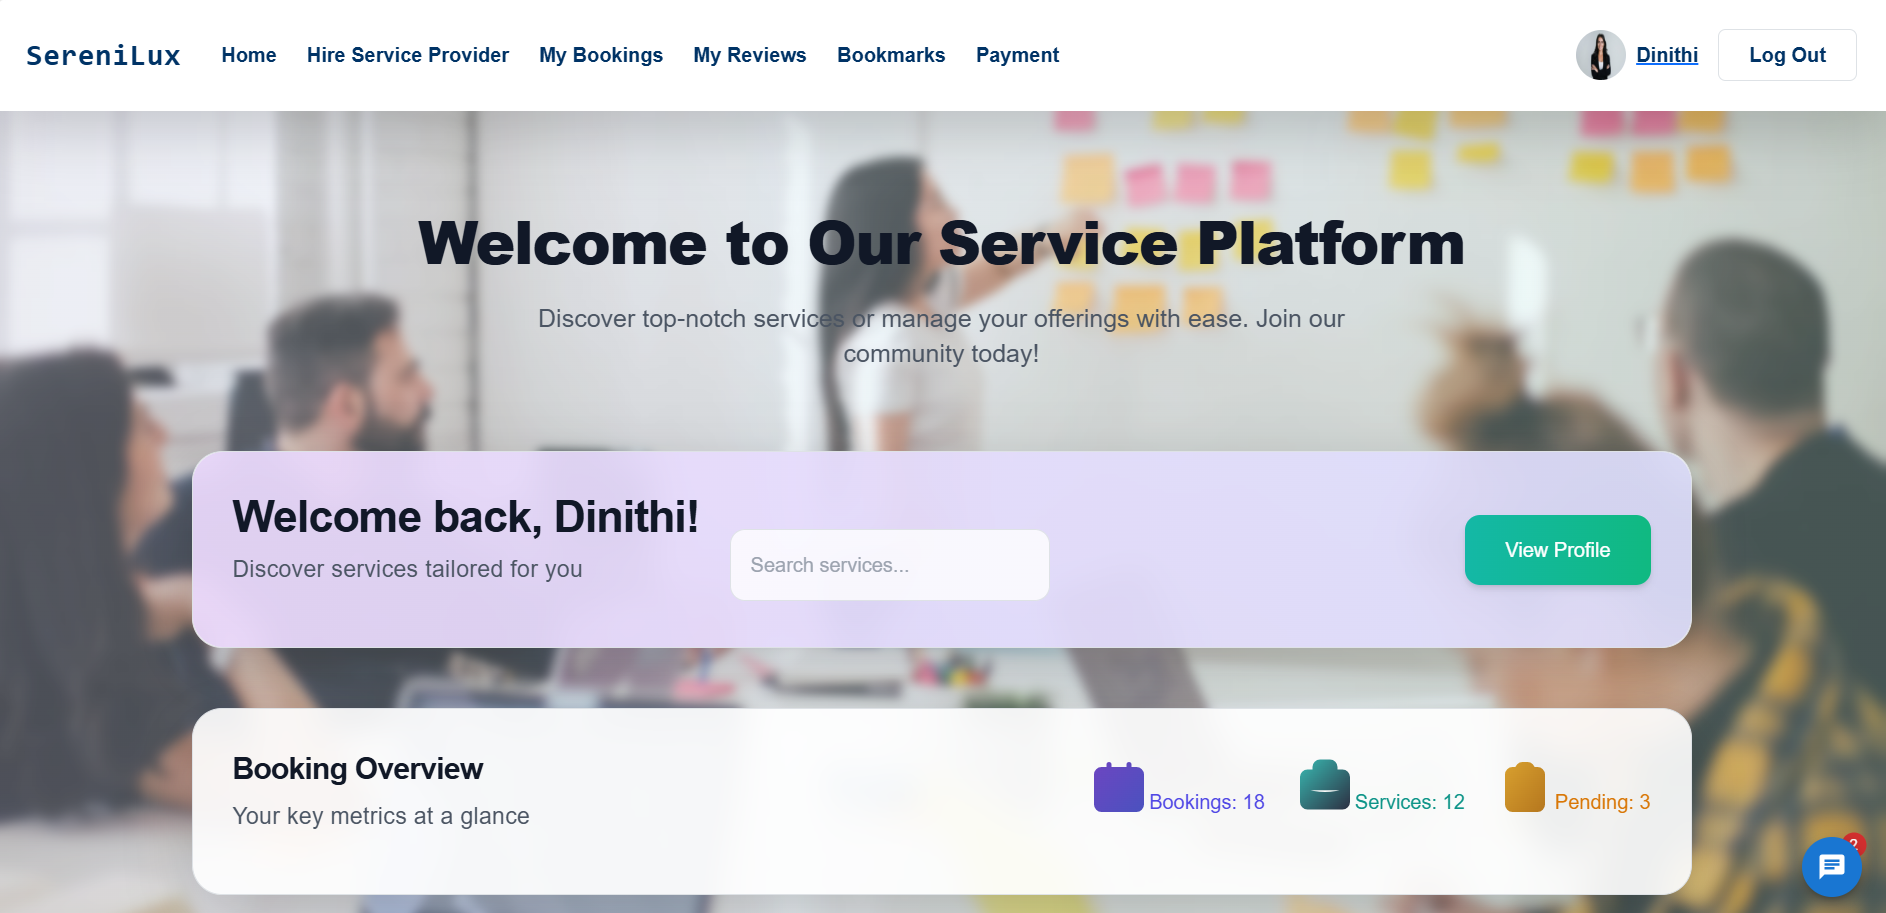 SereniLux
Home
Hire Service Provider
My Bookings
My Reviews
Bookmarks
Payment
Dinithi
Log Out
Welcome to Our Service Platform
Discover top-notch services or manage your offerings with ease. Join our
community today!
Welcome back, Dinithi!
Discover services tailored for you
Search services...
View Profile
Booking Overview
Your key metrics at a glance
Bookings: 18
Services: 12
Pending: 3
2